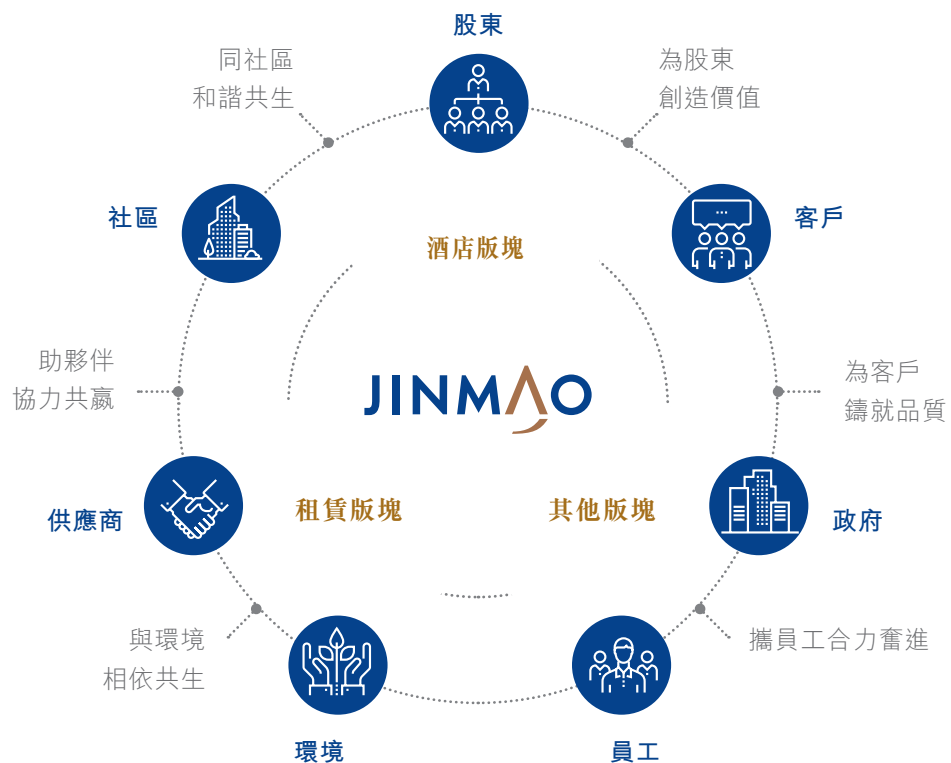 股東
同社區
和諧共生
為股東
創造價值
社區
客戶
酒店版塊
助夥伴
協力共嬴
JINMAO
為客戶
鑄就品質
供應商
租賃版塊
其他版塊
政府
與環境
相依共生
攜員工合力奮進
環境
員工